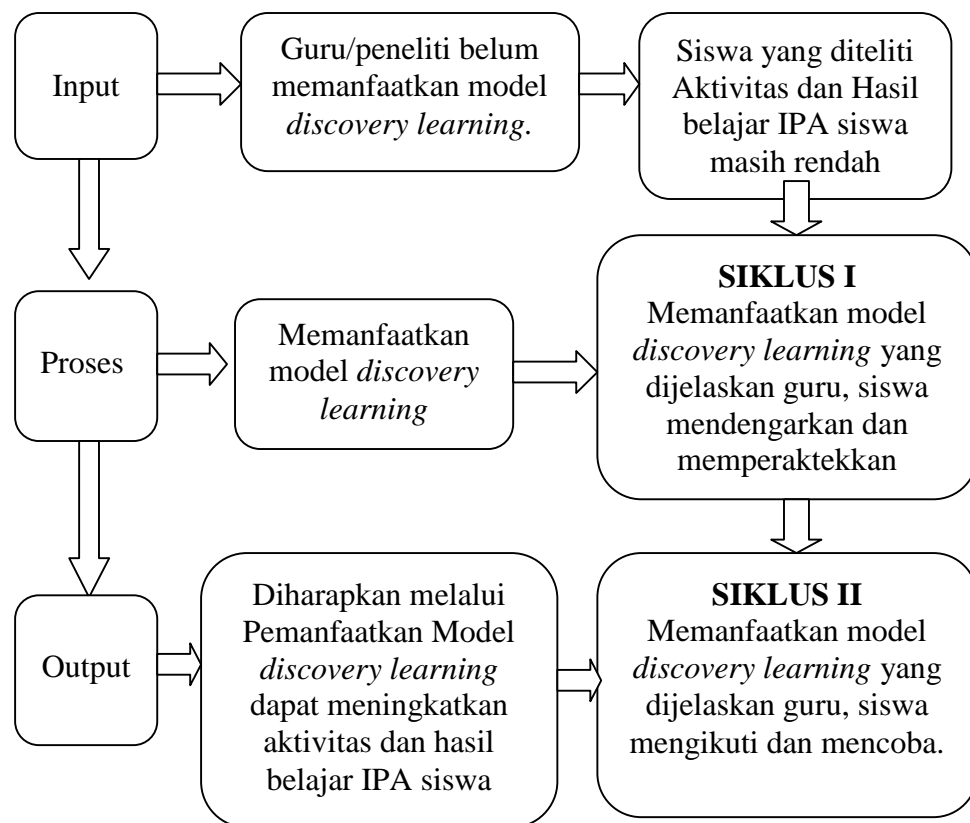 Input
Guru/peneliti belum
memanfaatkan model
discovery learning.
Siswa yang diteliti
Aktivitas dan Hasil
belajar IPA siswa
masih rendah
Proses
Memanfaatkan
model discovery
learning
SIKLUS I
Memanfaatkan model
discovery learning yang
dijelaskan guru, siswa
mendengarkan dan
memperaktekkan
Output
Diharapkan melalui
Pemanfaatkan Model
discovery learning
dapat meningkatkan
aktivitas dan hasil
belajar IPA siswa
SIKLUS II
Memanfaatkan model
discovery learning yang
dijelaskan guru, siswa
mengikuti dan mencoba.